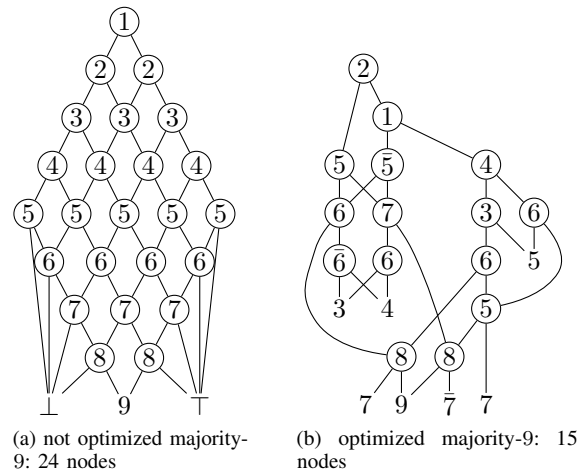 1
2 2
3 3 3
4 4 4 4
5 5 5 5 5
6 6 6 6
7 7 7
8 8
⊥ 9 ⊤
(a) not optimized majority-
9: 24 nodes
2
1
5 5̄ 4
6 7 3 6
6̄ 6 6 5
3 4 5
8 8
7 9 7̄ 7
(b) optimized majority-9: 15
nodes